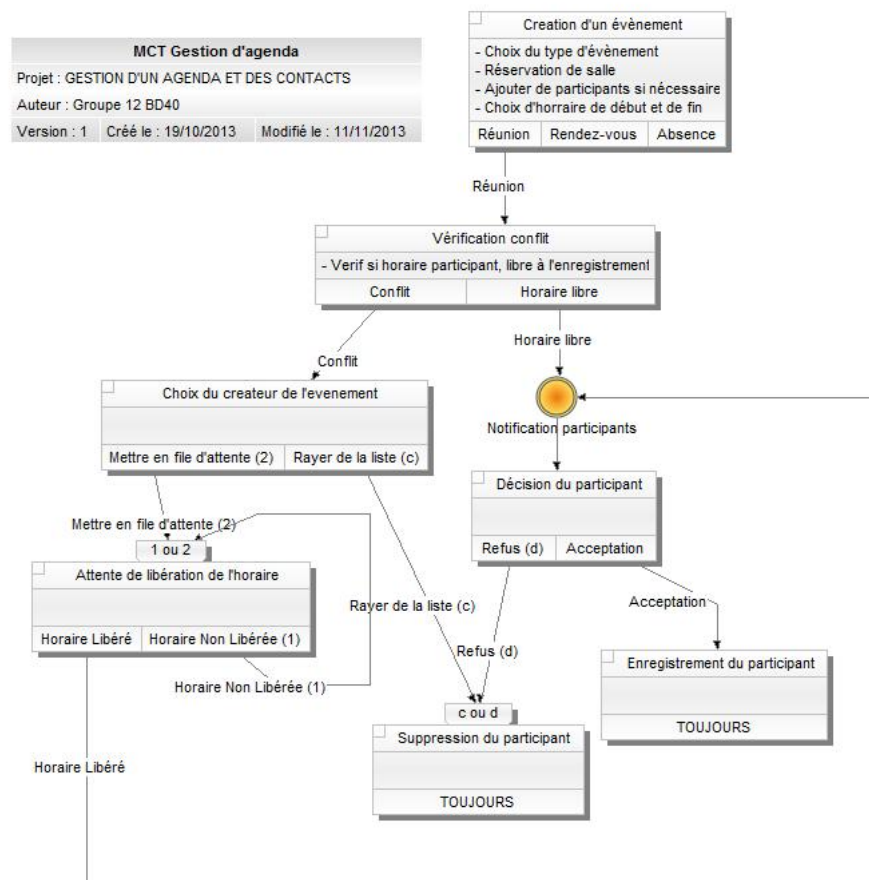 MCT Gestion d'agenda
Projet : GESTION D'UN AGENDA ET DES CONTACTS
Auteur : Groupe 12 BD40
Version : 1 Créé le : 19/10/2013 Modifié le : 11/11/2013
Creation d'un évènement
- Choix du type d'évènement
- Réservation de salle
- Ajouter de participants si nécessaire
- Choix d'horraire de début et de fin
Réunion Rendez-vous Absence
Réunion
Vérification conflit
- Verif si horaire participant, libre à l'enregistrement
Conflit Horaire libre
Horaire libre
Conflit
Choix du createur de l'evenement
Mettre en file d'attente (2) Rayer de la liste (c)
Notification participants
Décision du participant
Refus (d) Acceptation
Mettre en file d'attente (2)
1 ou 2
Attente de libération de l'horaire
Horaire Libéré Horaire Non Libérée (1)
Horaire Non Libérée (1)
Rayer de la liste (c)
Refus (d)
Acceptation
Enregistrement du participant
TOUJOURS
c ou d
Suppression du participant
TOUJOURS
Horaire Libéré